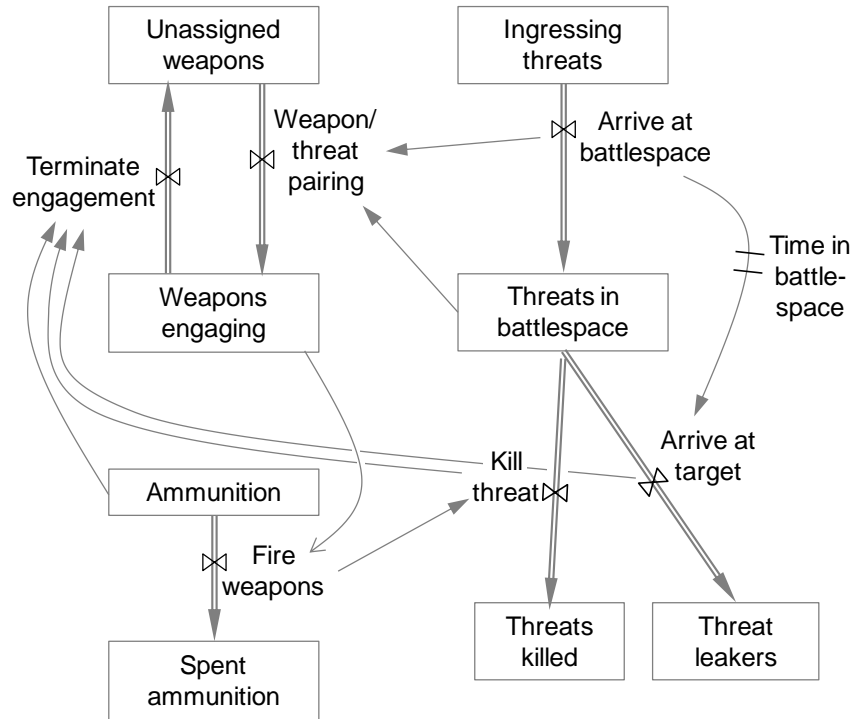 Unassigned
weapons
Ingressing
threats
Weapon/
threat
pairing
Arrive at
battlespace
Terminate
engagement
Time in
battle-
space
Weapons
engaging
Threats in
battlespace
Arrive at
target
Kill
threat
Ammunition
Fire
weapons
Threats
killed
Threat
leakers
Spent
ammunition